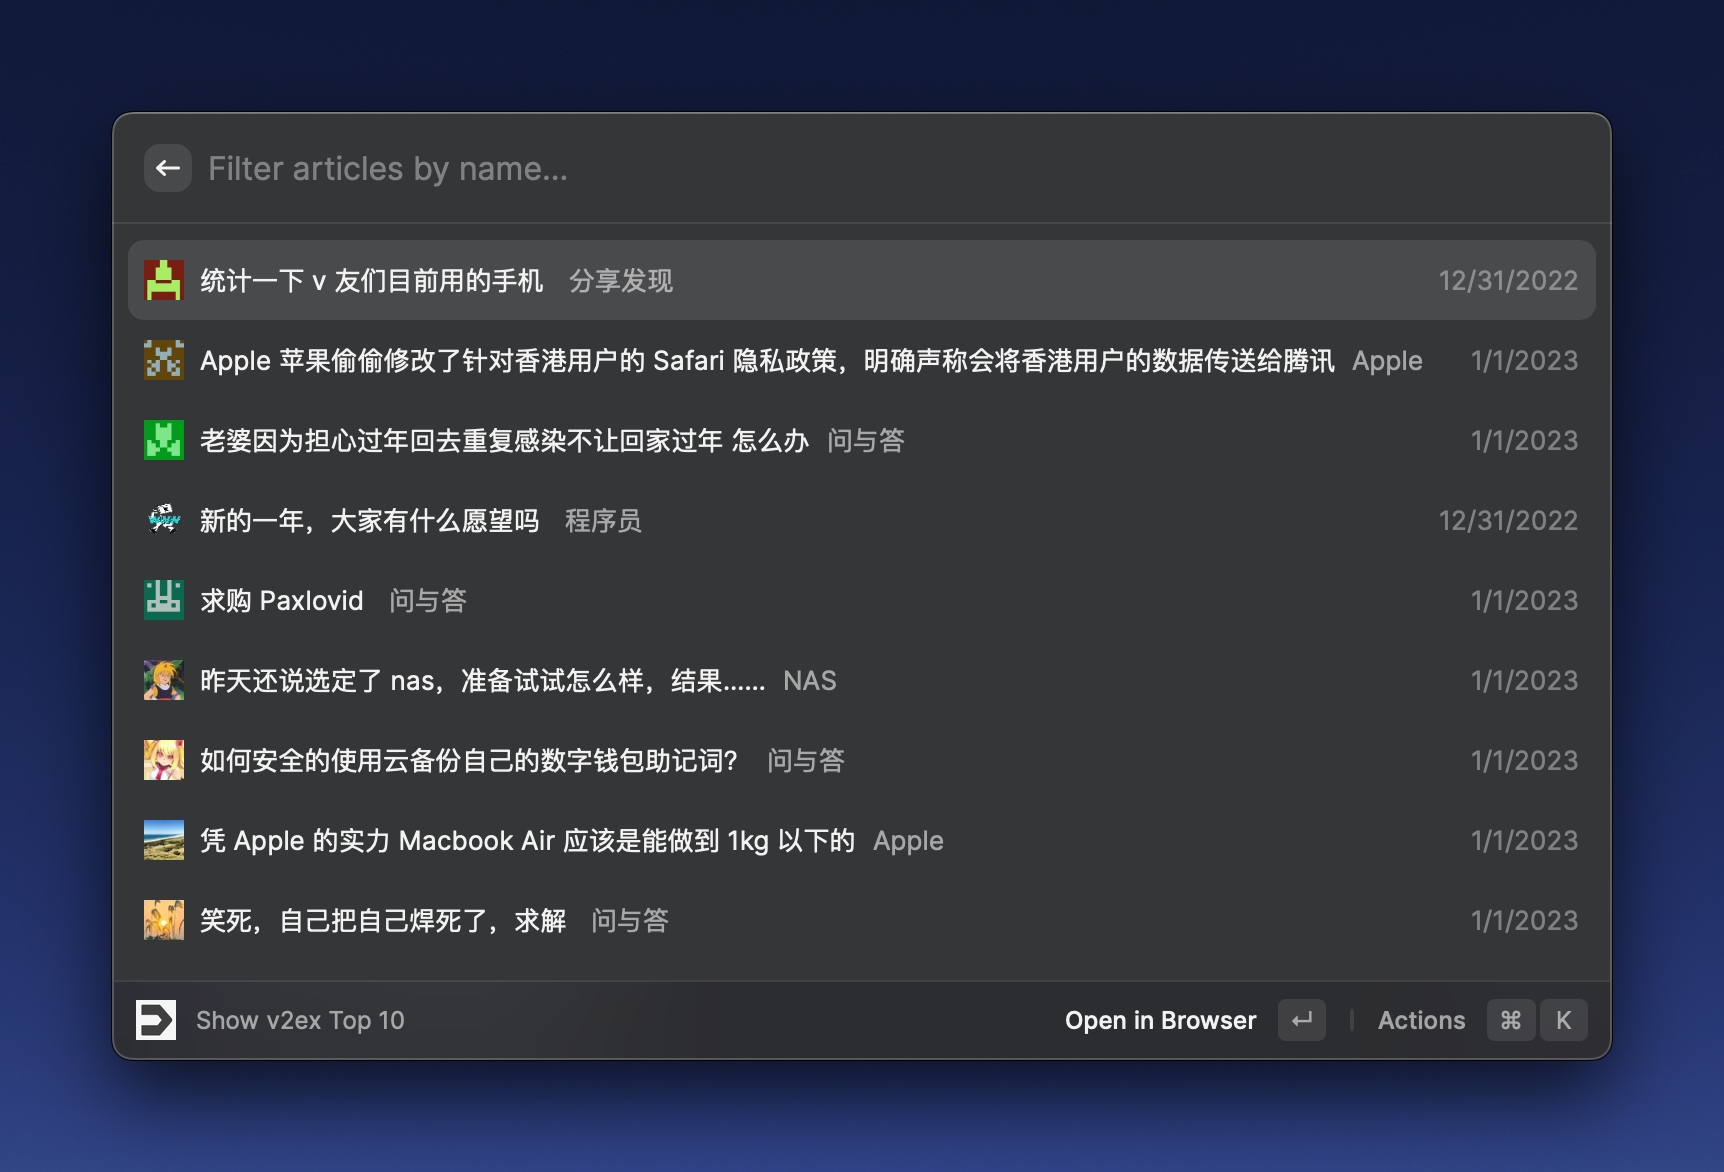 Filter articles by name...
统计一下 v 友们目前用的手机 分享发现 12/31/2022
Apple 苹果偷偷修改了针对香港用户的 Safari 隐私政策，明确声称会将香港用户的数据传送给腾讯 Apple 1/1/2023
老婆因为担心过年回去重复感染不让回家过年 怎么办 问与答 1/1/2023
新的一年，大家有什么愿望吗 程序员 12/31/2022
求购 Paxlovid 问与答 1/1/2023
昨天还说选定了 nas，准备试试怎么样，结果…… NAS 1/1/2023
如何安全的使用云备份自己的数字钱包助记词？ 问与答 1/1/2023
凭 Apple 的实力 Macbook Air 应该是能做到 1kg 以下的 Apple 1/1/2023
笑死，自己把自己焊死了，求解 问与答 1/1/2023
Show v2ex Top 10 Open in Browser ↵ Actions ⌘ K